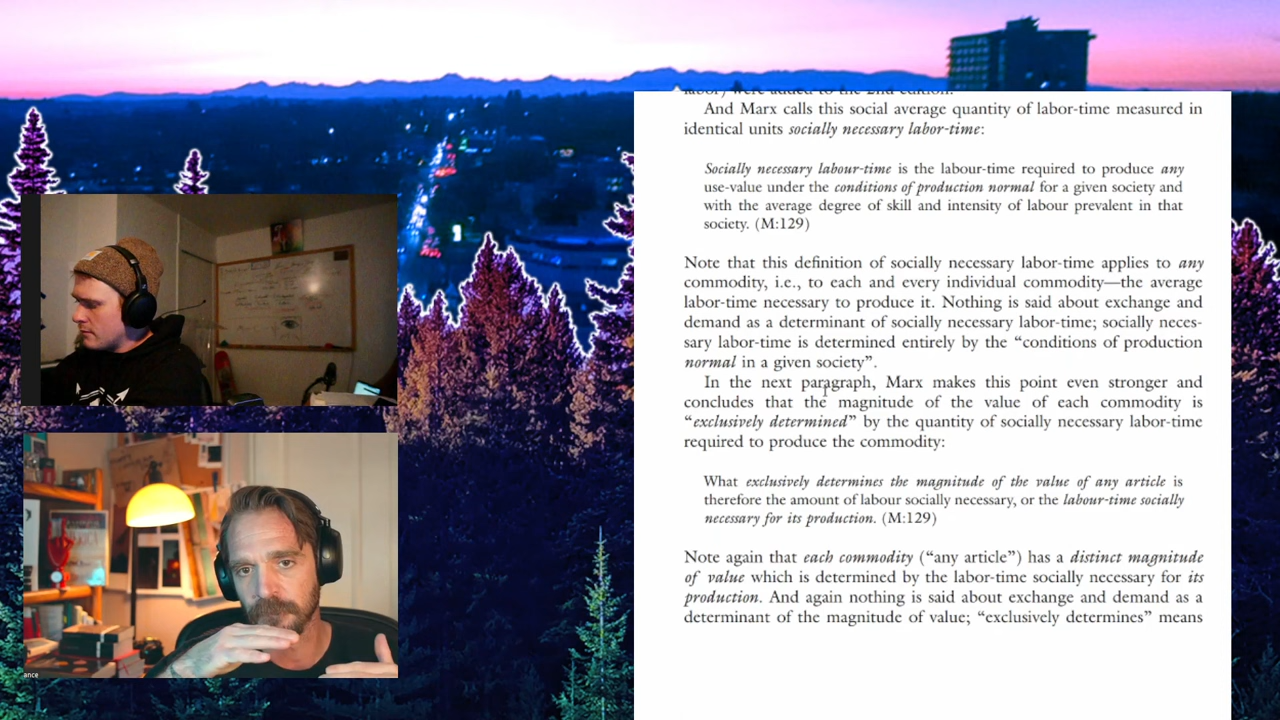 labor) were added to the 2nd edition.
And Marx calls this social average quantity of labor-time measured in
identical units socially necessary labor-time:
Socially necessary labour-time is the labour-time required to produce any
use-value under the conditions of production normal for a given society and
with the average degree of skill and intensity of labour prevalent in that
society. (M:129)
Note that this definition of socially necessary labor-time applies to any
commodity, i.e., to each and every individual commodity—the average
labor-time necessary to produce it. Nothing is said about exchange and
demand as a determinant of socially necessary labor-time; socially neces-
sary labor-time is determined entirely by the “conditions of production
normal in a given society”.
In the next paragraph, Marx makes this point even stronger and
concludes that the magnitude of the value of each commodity is
“exclusively determined” by the quantity of socially necessary labor-time
required to produce the commodity:
What exclusively determines the magnitude of the value of any article is
therefore the amount of labour socially necessary, or the labour-time socially
necessary for its production. (M:129)
Note again that each commodity (“any article”) has a distinct magnitude
of value which is determined by the labor-time socially necessary for its
production. And again nothing is said about exchange and demand as a
determinant of the magnitude of value; “exclusively determines” means
ance